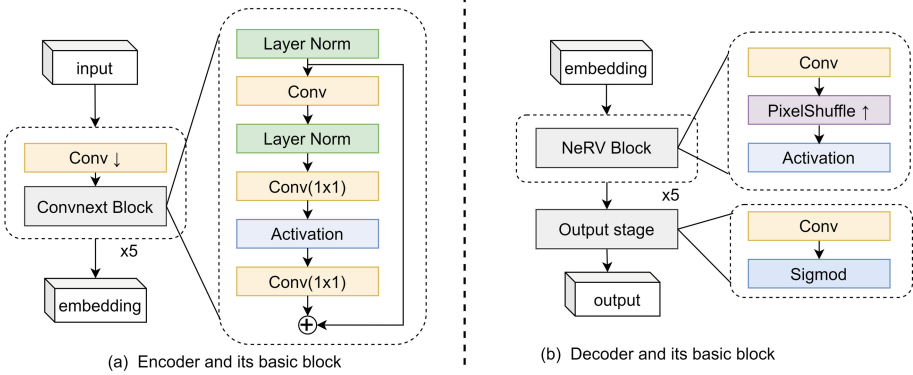 input
Conv ↓
Convnext Block
x5
embedding
Layer Norm
Conv
Layer Norm
Conv(1x1)
Activation
Conv(1x1)
(a) Encoder and its basic block
embedding
NeRV Block
x5
Output stage
output
Conv
PixelShuffle ↑
Activation
Conv
Sigmod
(b) Decoder and its basic block